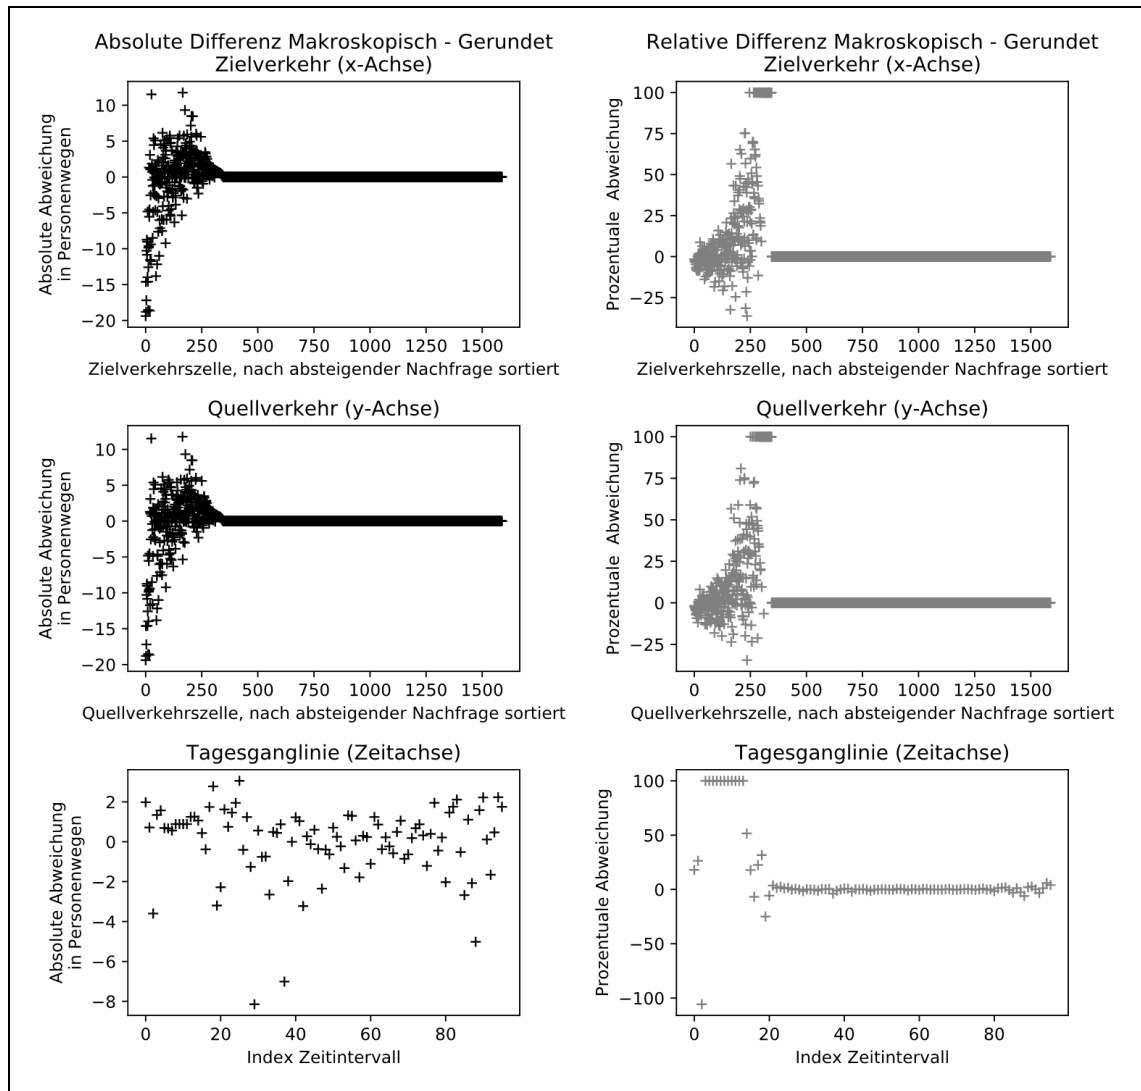 Absolute Differenz Makroskopisch - Gerundet
Zielverkehr (x-Achse)
10
5
0
−5
−10
−15
−20
Absolute Abweichung
in Personenwegen
0 250 500 750 1000 1250 1500
Zielverkehrszelle, nach absteigender Nachfrage sortiert
Relative Differenz Makroskopisch - Gerundet
Zielverkehr (x-Achse)
100
75
50
25
0
−25
Prozentuale Abweichung
0 250 500 750 1000 1250 1500
Zielverkehrszelle, nach absteigender Nachfrage sortiert
Quellverkehr (y-Achse)
10
5
0
−5
−10
−15
−20
Absolute Abweichung
in Personenwegen
0 250 500 750 1000 1250 1500
Quellverkehrszelle, nach absteigender Nachfrage sortiert
Quellverkehr (y-Achse)
100
75
50
25
0
−25
Prozentuale Abweichung
0 250 500 750 1000 1250 1500
Quellverkehrszelle, nach absteigender Nachfrage sortiert
Tagesganglinie (Zeitachse)
2
0
−2
−4
−6
−8
Absolute Abweichung
in Personenwegen
0 20 40 60 80
Index Zeitintervall
Tagesganglinie (Zeitachse)
100
50
0
−50
−100
Prozentuale Abweichung
0 20 40 60 80
Index Zeitintervall